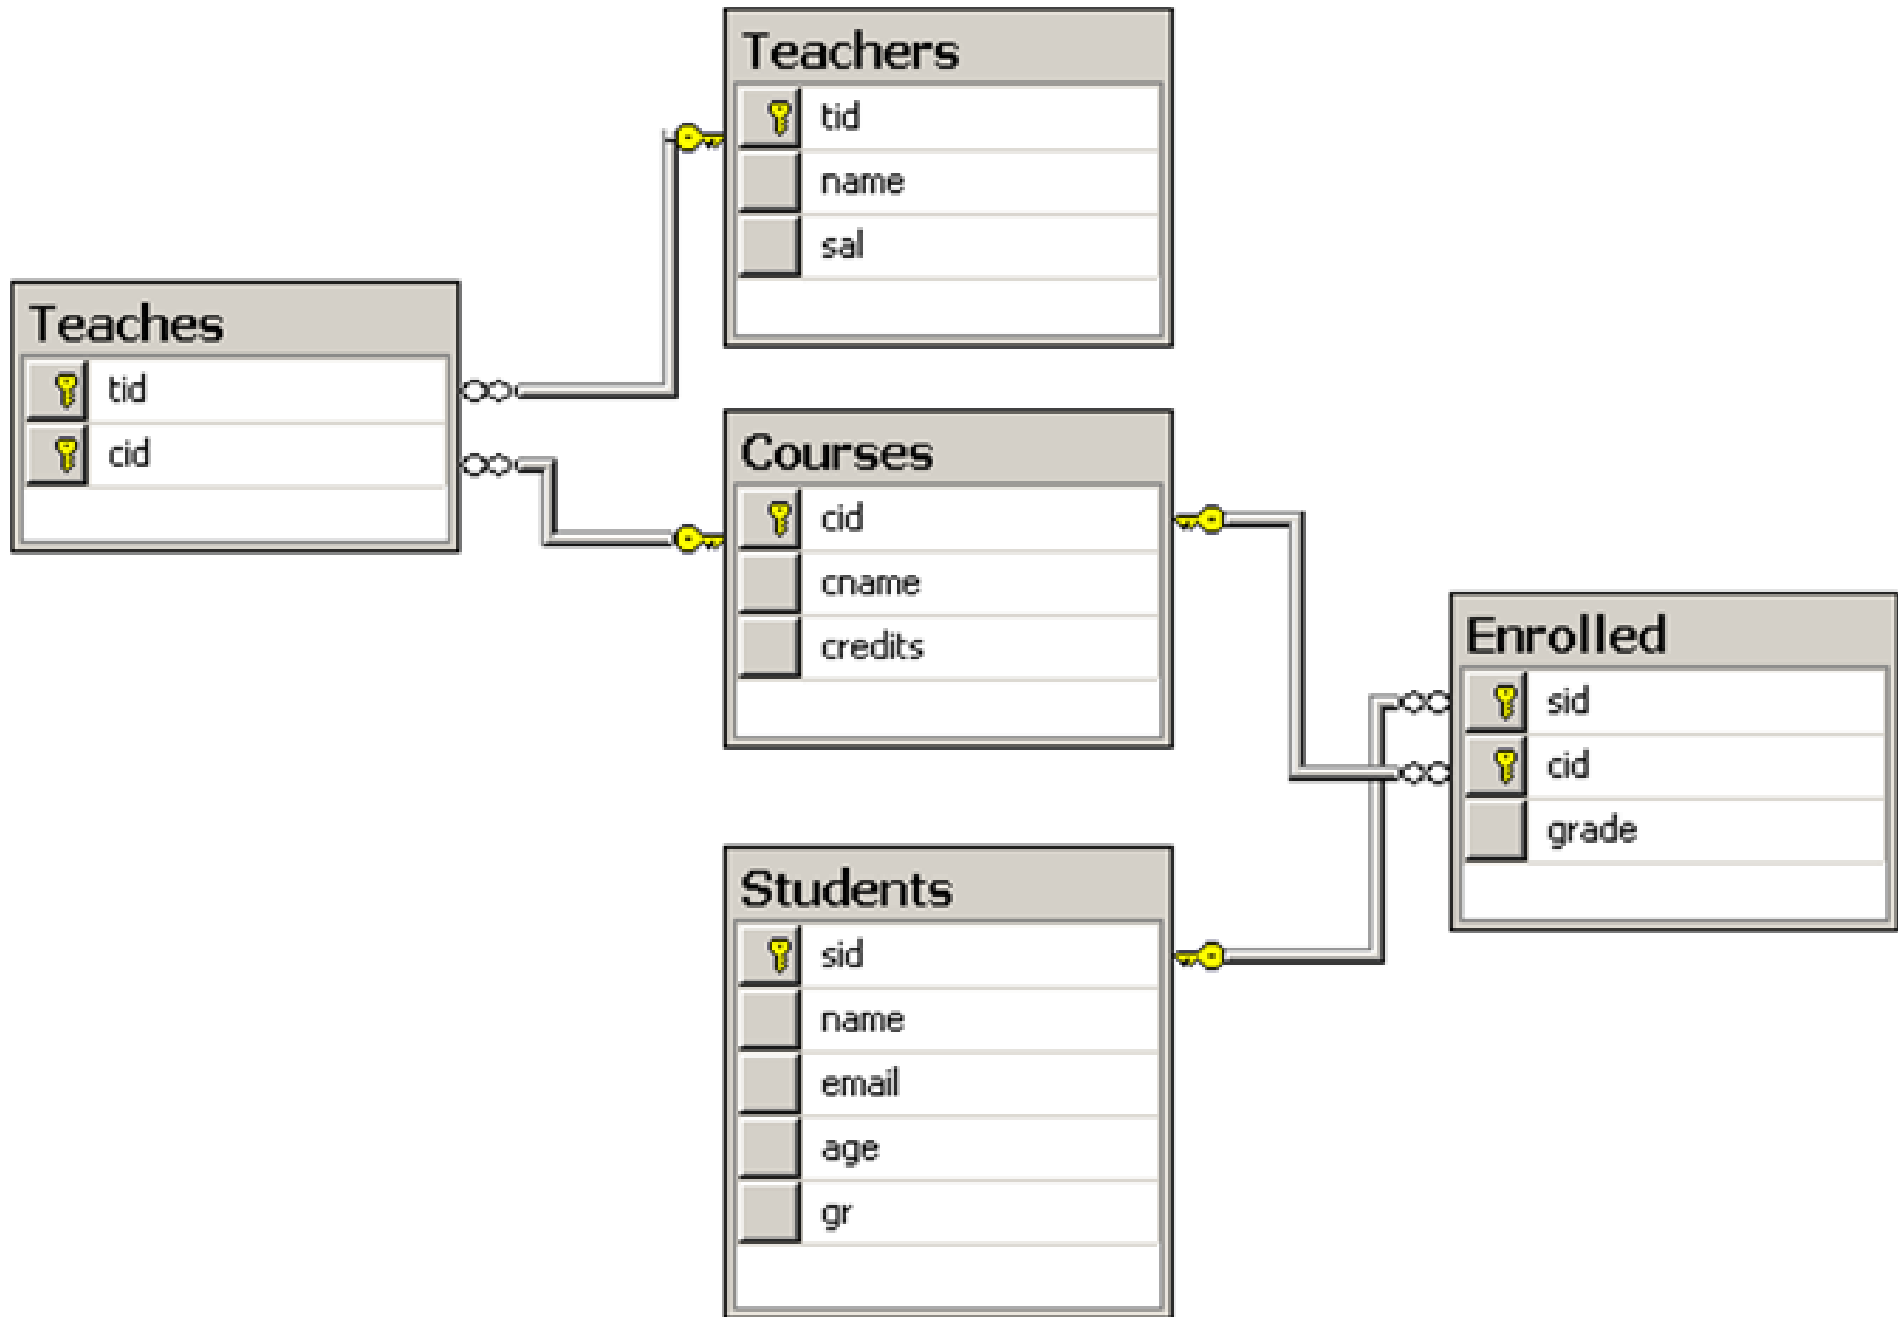 Teachers
tid
name
sal
Teaches
tid
cid
Courses
cid
cname
credits
Enrolled
sid
cid
grade
Students
sid
name
email
age
gr